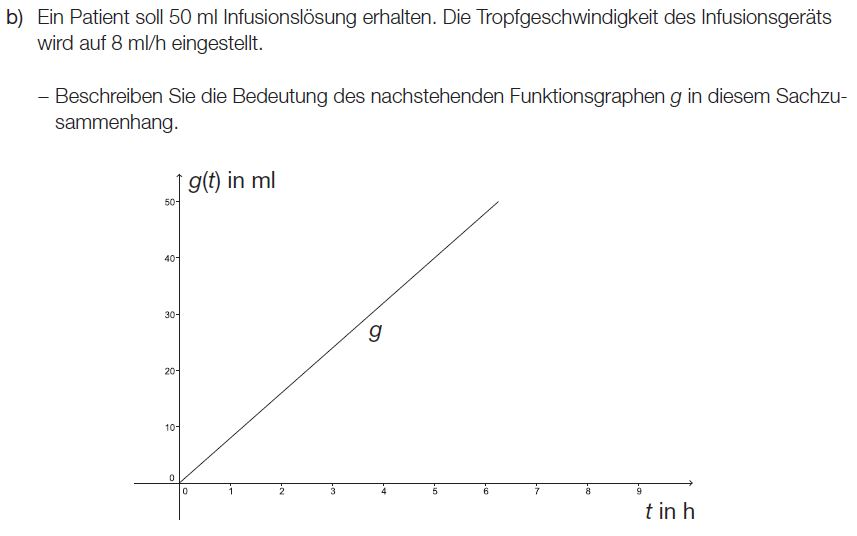 b) Ein Patient soll 50 ml Infusionslösung erhalten. Die Tropfgeschwindigkeit des Infusionsgeräts
wird auf 8 ml/h eingestellt.
– Beschreiben Sie die Bedeutung des nachstehenden Funktionsgraphen g in diesem Sachzu-
sammenhang.
g(t) in ml
50
40
30
g
20
10
0
0 1 2 3 4 5 6 7 8 9
t in h